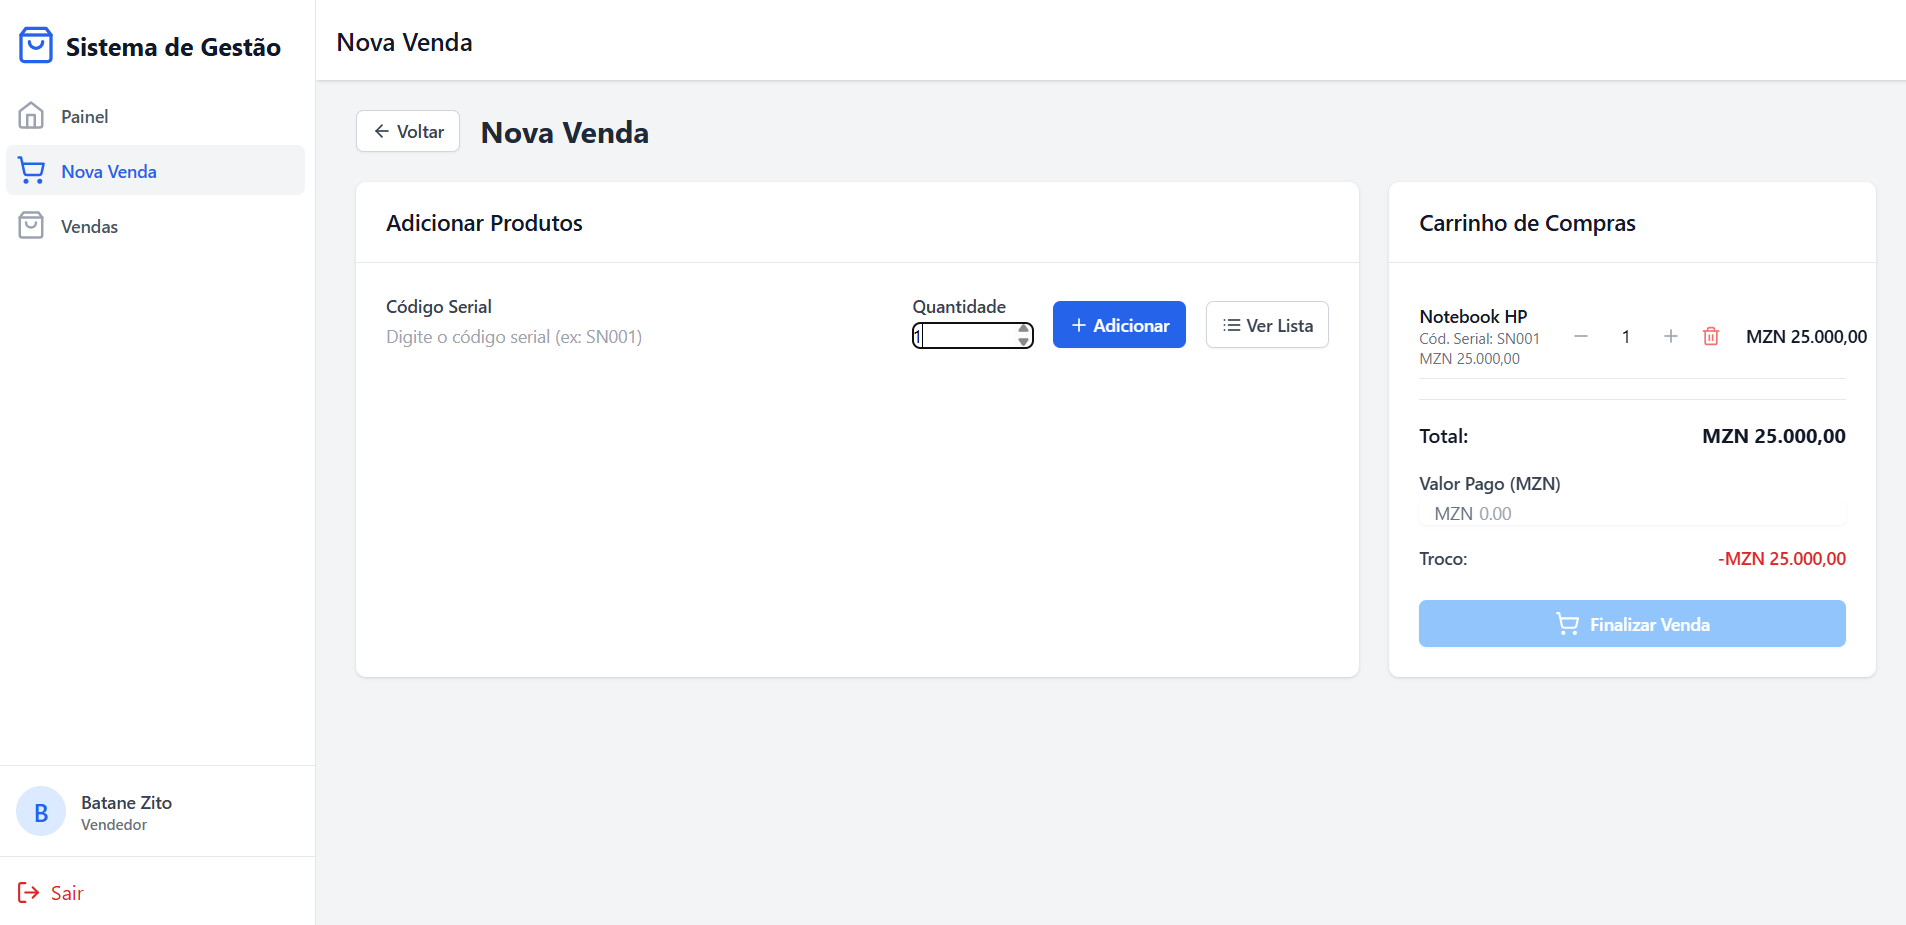 Sistema de Gestão
Painel
Nova Venda
Vendas
Batane Zito
B
Vendedor
Sair
Nova Venda
Voltar
Nova Venda
Adicionar Produtos
Código Serial
Digite o código serial (ex: SN001)
Quantidade
1
Adicionar
Ver Lista
Carrinho de Compras
Notebook HP
Cód. Serial: SN001
MZN 25.000,00
1
MZN 25.000,00
Total:
MZN 25.000,00
Valor Pago (MZN)
MZN 0.00
Troco:
-MZN 25.000,00
Finalizar Venda